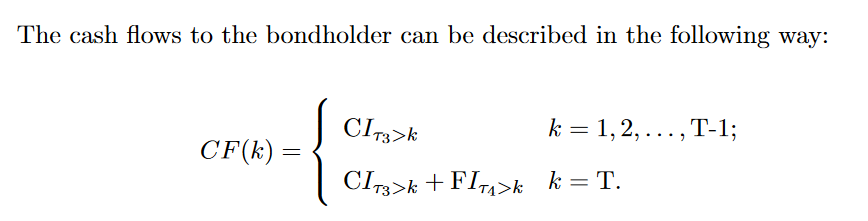 The cash flows to the bondholder can be described in the following way:
CF(k) = { CI_{τ₃>k} k = 1, 2, . . . , T-1;
CI_{τ₃>k} + FI_{τ₄>k} k = T.